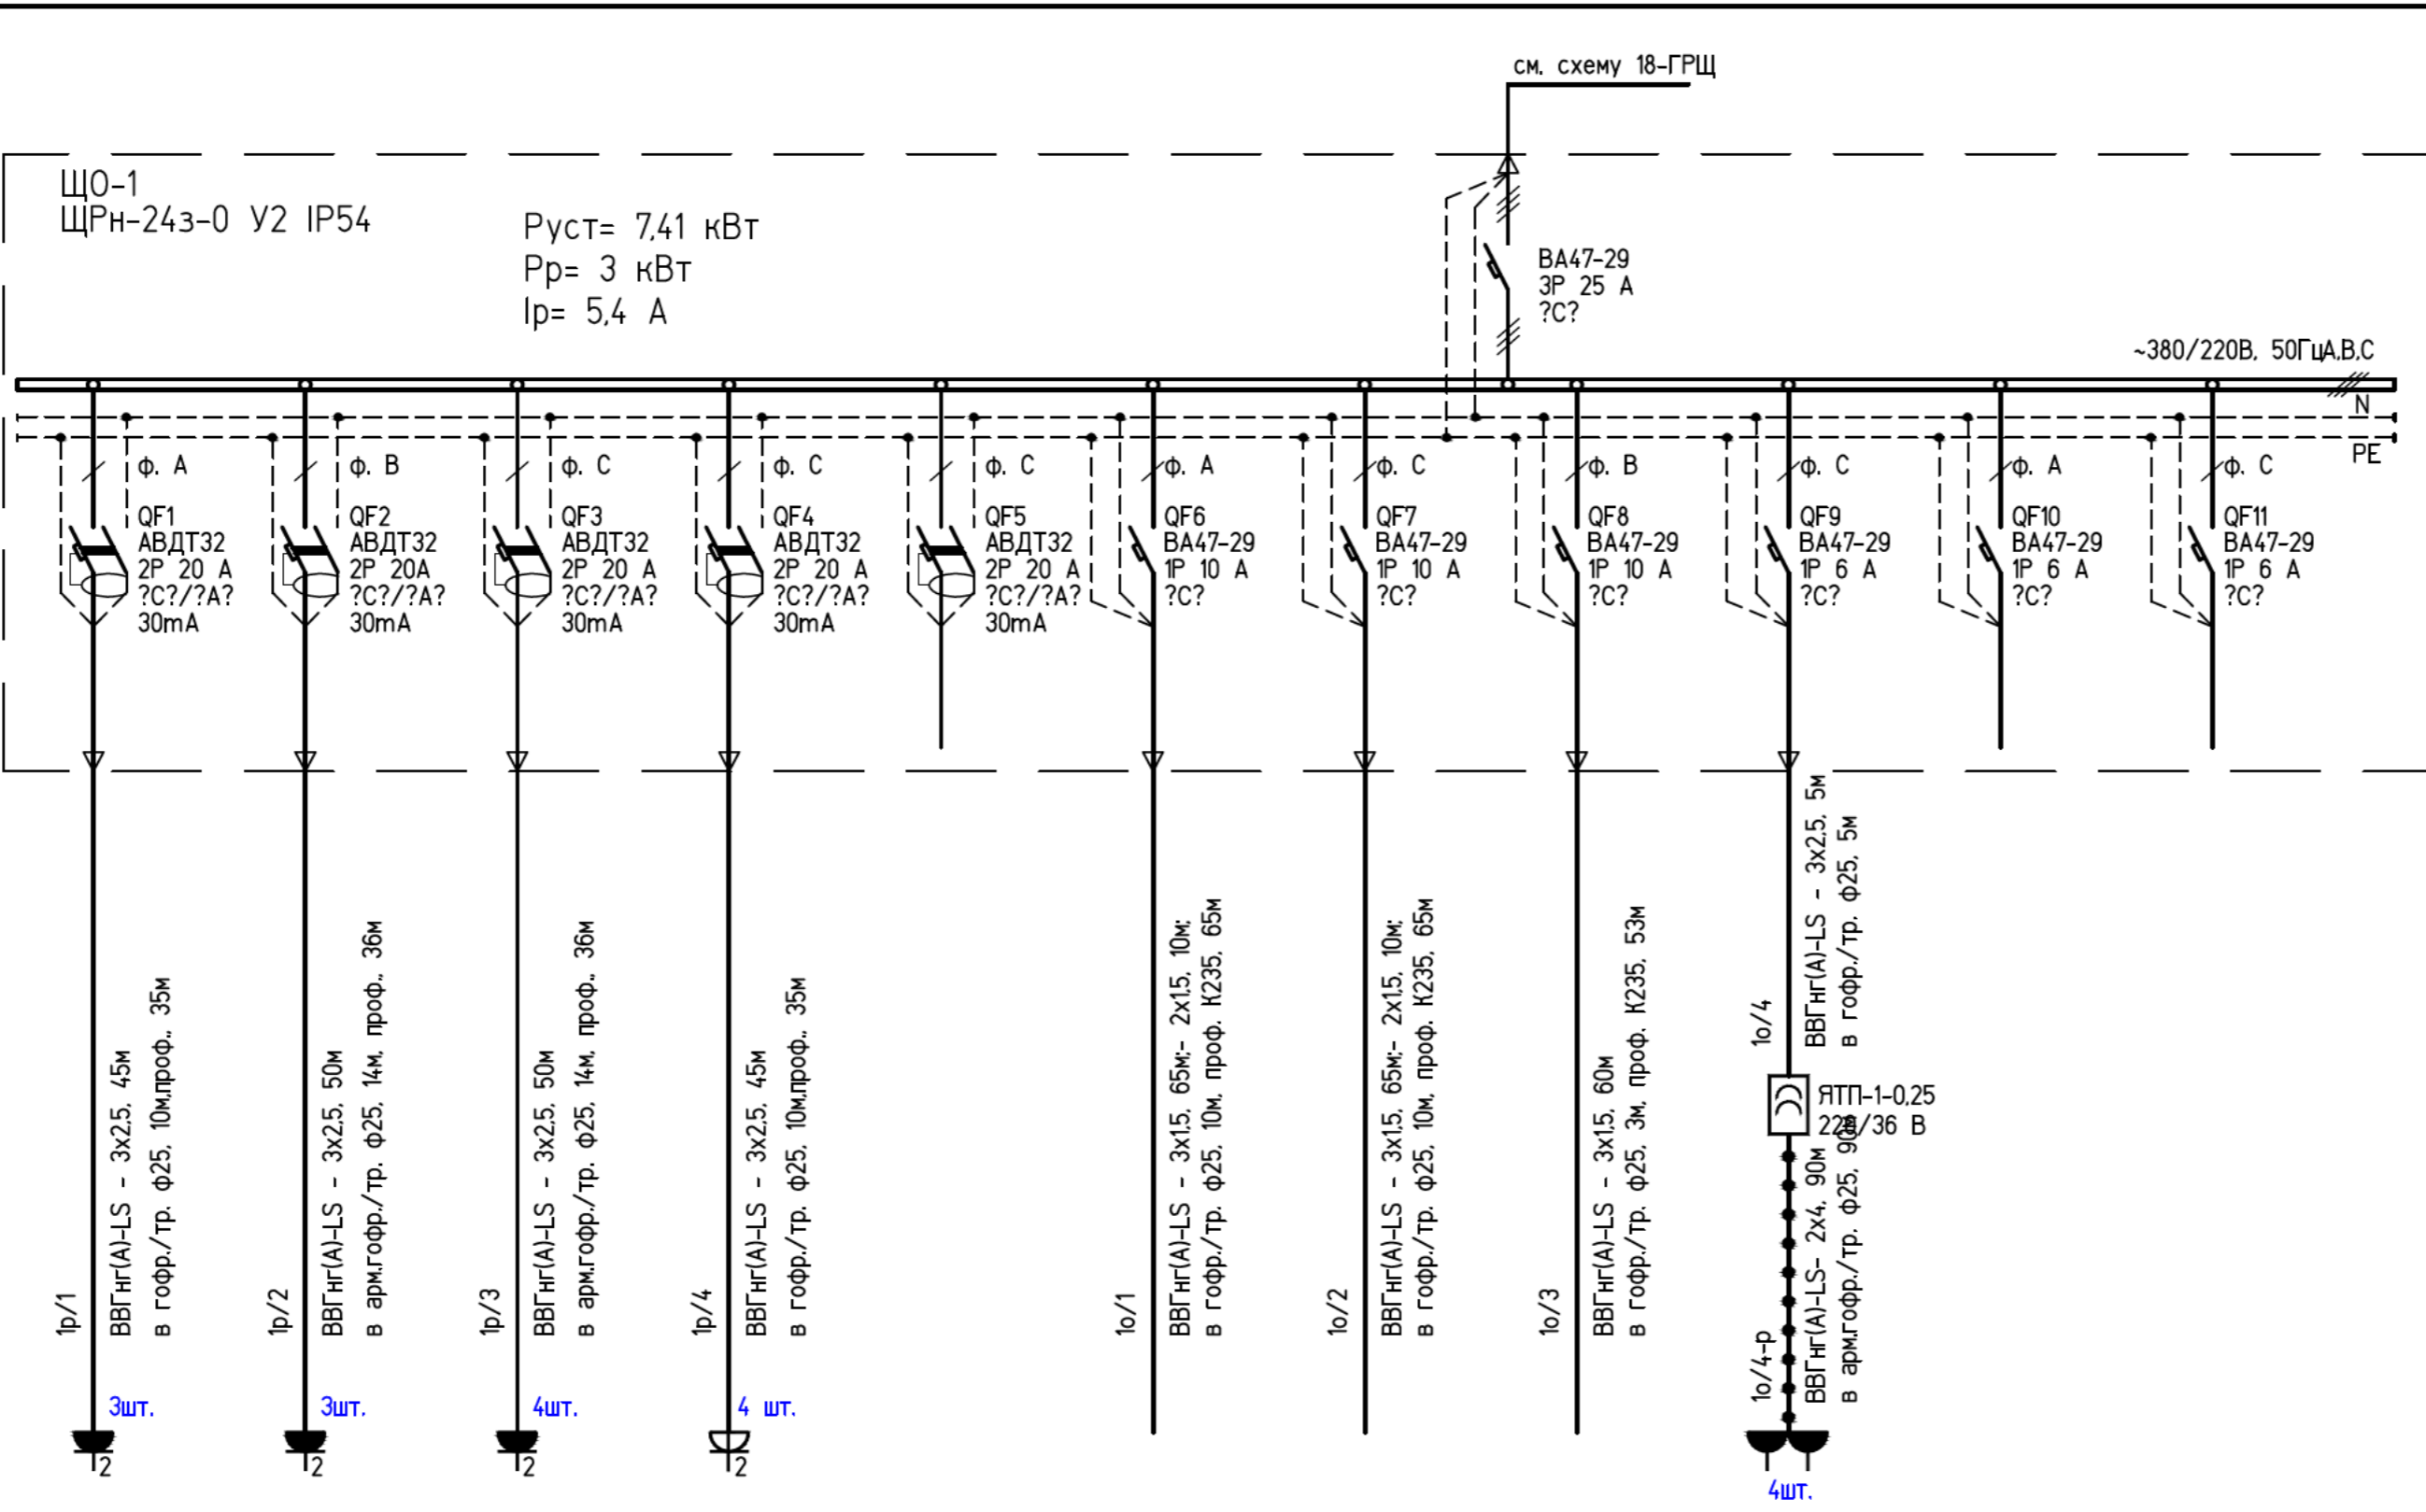 см. схему 18-ГРЩ
ЩО-1
ЩРн-24з-0 У2 IP54
Руст= 7,41 кВт
Рр= 3 кВт
Iр= 5,4 А
ВА47-29
3Р 25 А
?С?
~380/220В, 50ГцА,В,С
N
PE
ф. А
QF1
АВДТ32
2Р 20 А
?С?/?А?
30mA
ф. В
QF2
АВДТ32
2Р 20А
?С?/?А?
30mA
ф. С
QF3
АВДТ32
2Р 20 А
?С?/?А?
30mA
ф. С
QF4
АВДТ32
2Р 20 А
?С?/?А?
30mA
ф. С
QF5
АВДТ32
2Р 20 А
?С?/?А?
30mA
ф. А
QF6
ВА47-29
1Р 10 А
?С?
ф. С
QF7
ВА47-29
1Р 10 А
?С?
ф. В
QF8
ВА47-29
1Р 10 А
?С?
ф. С
QF9
ВА47-29
1Р 6 А
?С?
ф. А
QF10
ВА47-29
1Р 6 А
?С?
ф. С
QF11
ВА47-29
1Р 6 А
?С?
1р/1
ВВГнг(А)-LS - 3х2,5, 45м
в гофр./тр. ф25, 10м,проф., 35м
3шт.
2
1р/2
ВВГнг(А)-LS - 3х2,5, 50м
в арм.гофр./тр. ф25, 14м, проф., 36м
3шт.
2
1р/3
ВВГнг(А)-LS - 3х2,5, 50м
в арм.гофр./тр. ф25, 14м, проф., 36м
4шт.
2
1р/4
ВВГнг(А)-LS - 3х2,5, 45м
в гофр./тр. ф25, 10м,проф., 35м
4 шт.
2
1о/1
ВВГнг(А)-LS - 3х1,5, 65м;- 2х1,5, 10м;
в гофр./тр. ф25, 10м, проф. К235, 65м
1о/2
ВВГнг(А)-LS - 3х1,5, 65м;- 2х1,5, 10м;
в гофр./тр. ф25, 10м, проф. К235, 65м
1о/3
ВВГнг(А)-LS - 3х1,5, 60м
в гофр./тр. ф25, 3м, проф. К235, 53м
1о/4
ВВГнг(А)-LS - 3х2,5, 5м
в гофр./тр. ф25, 5м
ЯТП-1-0,25
220/36 В
1о/4-р
ВВГнг(А)-LS- 2х4, 90м
в арм.гофр./тр. ф25, 90м
4шт.